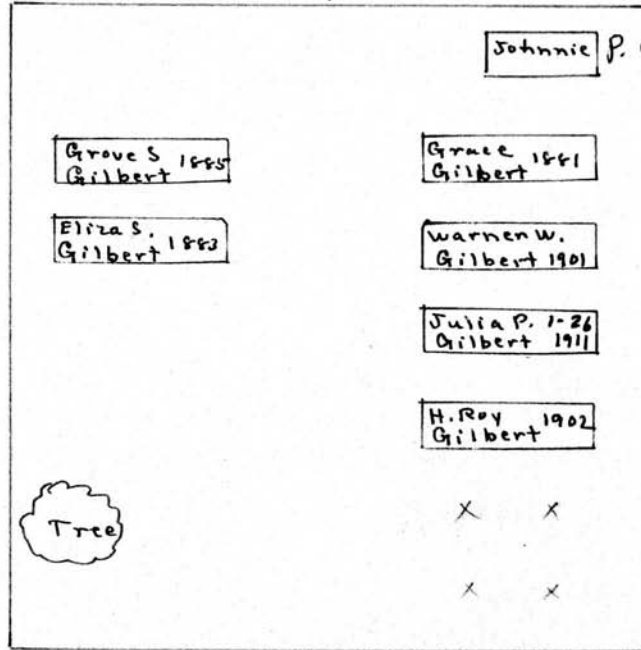 Johnnie P.
Grove S 1885
Gilbert
Grace 1881
Gilbert
Eliza S.
Gilbert 1883
Warner W.
Gilbert 1901
Julia P. 1-26
Gilbert 1911
H. Roy 1902
Gilbert
Tree
x x
x x